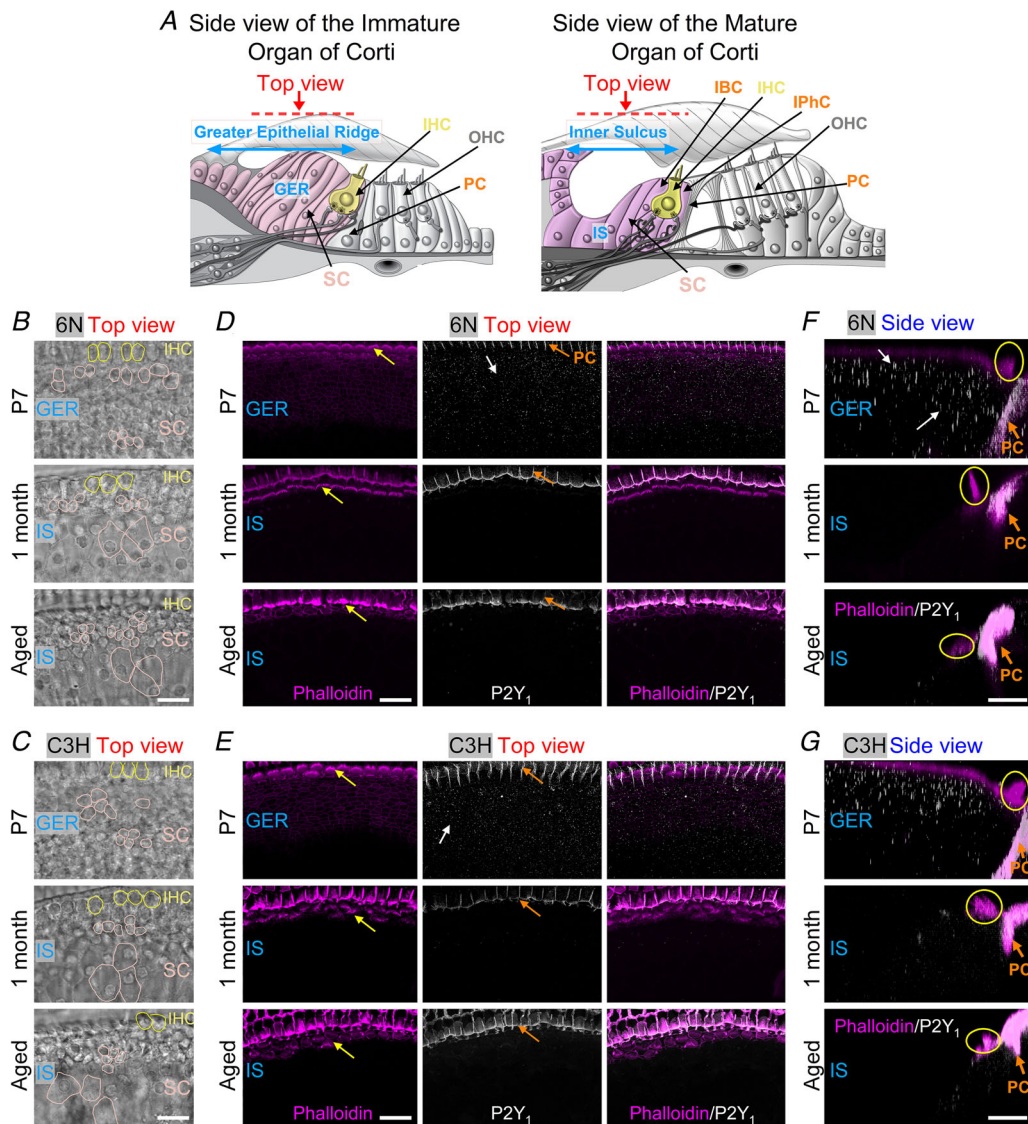 A
Side view of the Immature
Organ of Corti
Top view
Greater Epithelial Ridge
IHC
OHC
PC
GER
SC
Side view of the Mature
Organ of Corti
Top view
Inner Sulcus
IBC
IHC
IPhC
OHC
PC
IS
SC
B
6N Top view
P7
IHC
GER
SC
1 month
IHC
IS
SC
Aged
IHC
IS
SC
D
6N Top view
P7
GER
PC
1 month
IS
Aged
IS
Phalloidin
P2Y₁
Phalloidin/P2Y₁
F
6N Side view
P7
GER
PC
1 month
IS
PC
Aged
Phalloidin/P2Y₁
IS
PC
C
C3H Top view
P7
IHC
GER
SC
1 month
IHC
IS
SC
Aged
IHC
IS
SC
E
C3H Top view
P7
GER
1 month
IS
Aged
IS
Phalloidin
P2Y₁
Phalloidin/P2Y₁
G
C3H Side view
P7
GER
PC
1 month
IS
PC
Aged
Phalloidin/P2Y₁
IS
PC